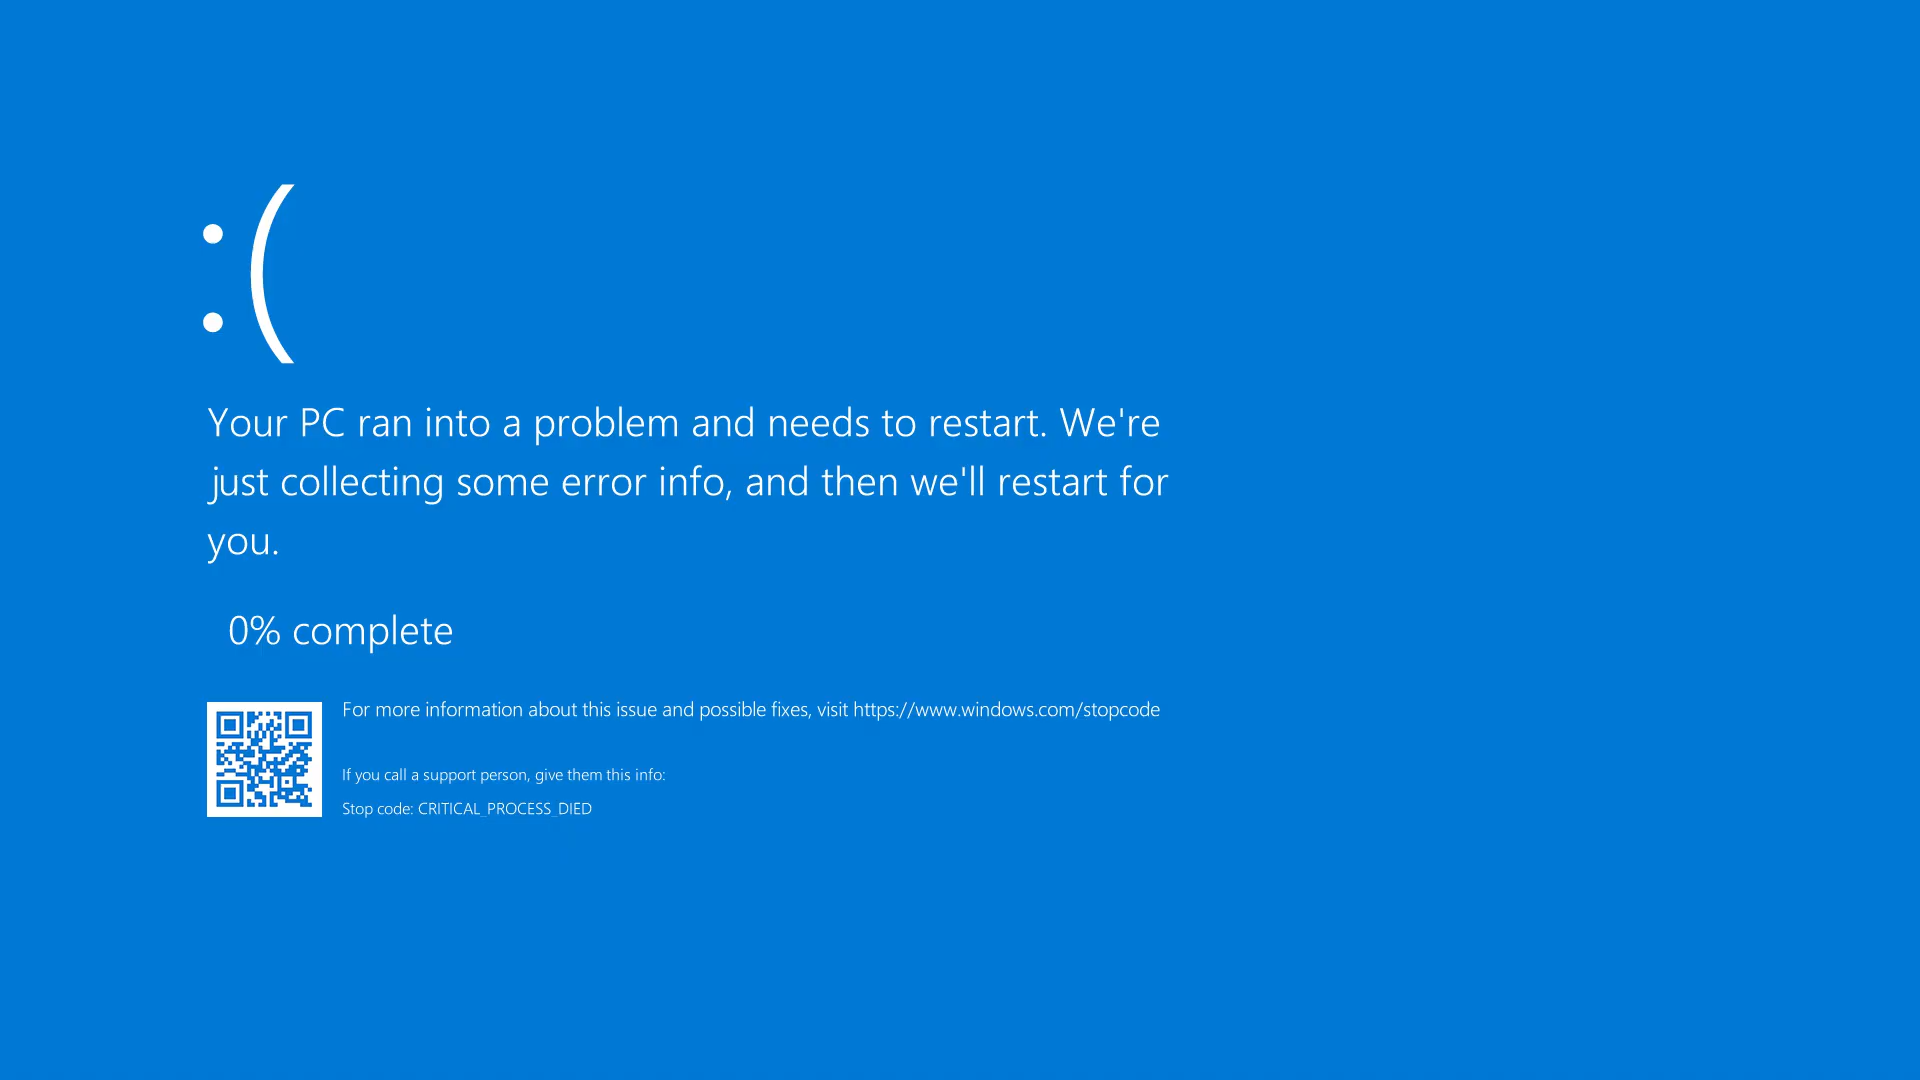 :(
Your PC ran into a problem and needs to restart. We're
just collecting some error info, and then we'll restart for
you.
0% complete
For more information about this issue and possible fixes, visit https://www.windows.com/stopcode
If you call a support person, give them this info:
Stop code: CRITICAL_PROCESS_DIED